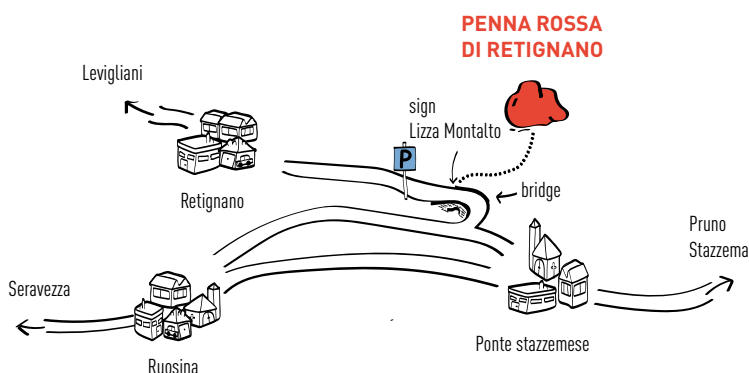 PENNA ROSSA
DI RETIGNANO
Levigliani
sign
Lizza Montalto
P
bridge
Retignano
Pruno
Stazzema
Seravezza
Ponte stazzemese
Ruosina